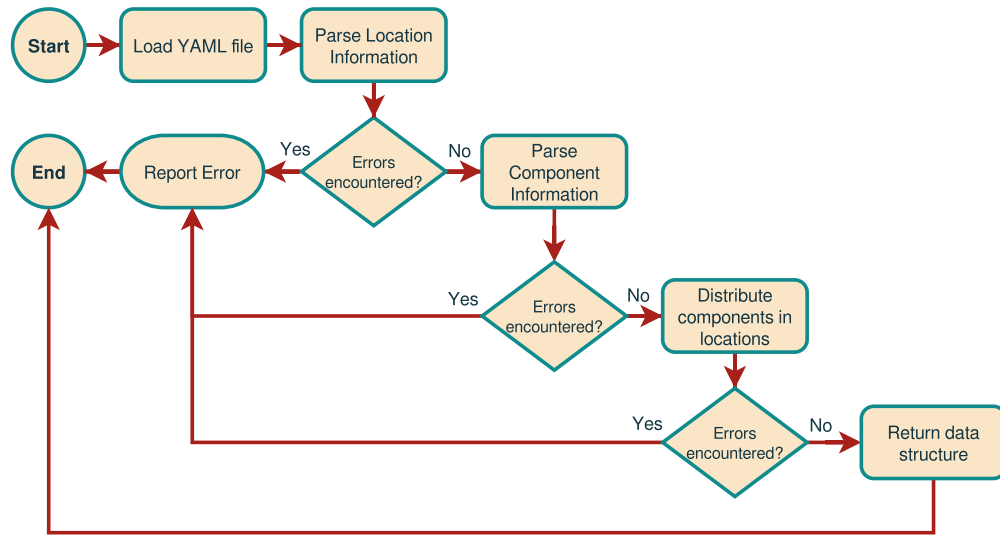 Start
Load YAML file
Parse Location
Information
End
Report Error
Yes
Errors
encountered?
No
Parse
Component
Information
Yes
Errors
encountered?
No
Distribute
components in
locations
Yes
Errors
encountered?
No
Return data
structure